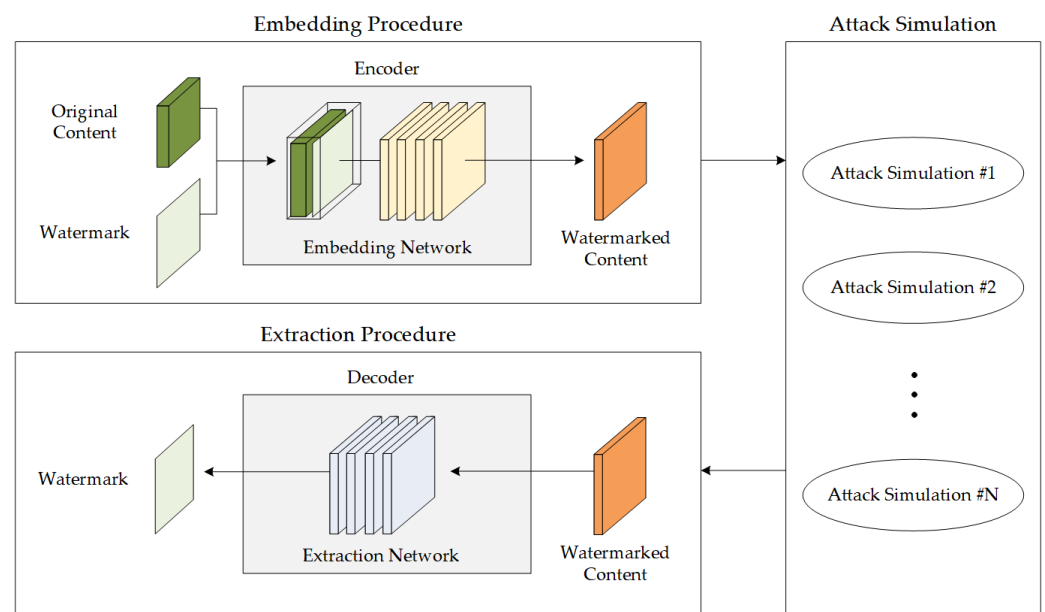 Embedding Procedure
Attack Simulation
Encoder
Original
Content
Watermark
Embedding Network
Watermarked
Content
Attack Simulation #1
Attack Simulation #2
Attack Simulation #N
Extraction Procedure
Decoder
Watermark
Extraction Network
Watermarked
Content